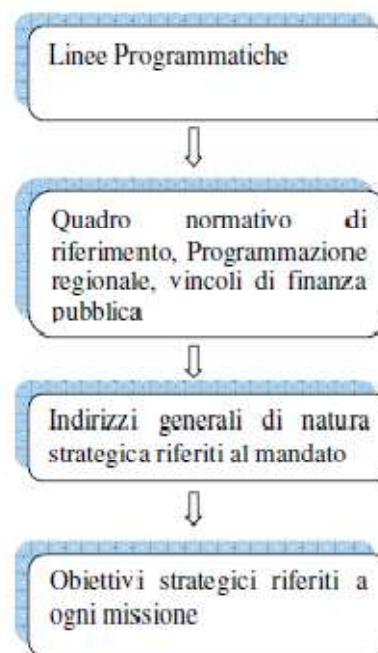 Linee Programmatiche
Quadro normativo di
riferimento, Programmazione
regionale, vincoli di finanza
pubblica
Indirizzi generali di natura
strategica riferiti al mandato
Obiettivi strategici riferiti a
ogni missione